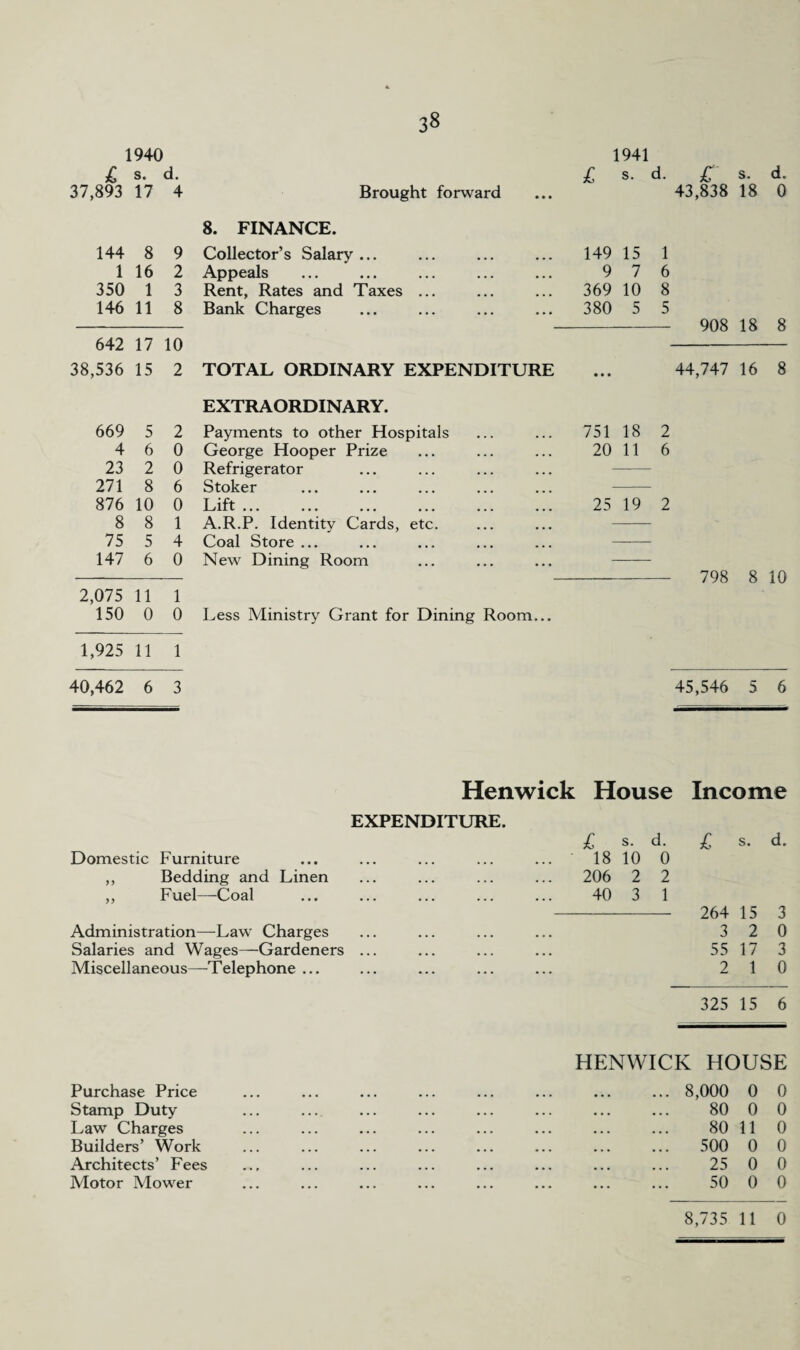 38
1940 1941
£ s. d. £ s. d. £ s. d.
37,893 17 4 Brought forward ... 43,838 18 0
8. FINANCE.
144 8 9 Collector's Salary ... ... ... ... 149 15 1
1 16 2 Appeals ... ... ... ... ... 9 7 6
350 1 3 Rent, Rates and Taxes ... ... ... 369 10 8
146 11 8 Bank Charges ... ... ... ... 380 5 5
908 18 8
642 17 10
38,536 15 2 TOTAL ORDINARY EXPENDITURE ... 44,747 16 8
EXTRAORDINARY.
669 5 2 Payments to other Hospitals ... ... 751 18 2
4 6 0 George Hooper Prize ... ... ... 20 11 6
23 2 0 Refrigerator ... ... ... ... ——
271 8 6 Stoker ... ... ... ... ... ——
876 10 0 Lift ... ... ... ... ... ... 25 19 2
8 8 1 A.R.P. Identity Cards, etc. ... ... ——
75 5 4 Coal Store ... ... ... ... ... ——
147 6 0 New Dining Room ... ... ... ——
798 8 10
2,075 11 1
150 0 0 Less Ministry Grant for Dining Room...
1,925 11 1
40,462 6 3 45,546 5 6
Henwick House Income
EXPENDITURE.
£ s. d. £ s. d.
Domestic Furniture ... ... ... ... ... 18 10 0
,, Bedding and Linen ... ... ... ... 206 2 2
,, Fuel—Coal ... ... ... ... ... 40 3 1
264 15 3
Administration—Law Charges ... ... ... ... 3 2 0
Salaries and Wages—Gardeners ... ... ... ... 55 17 3
Miscellaneous—Telephone ... ... ... ... ... 2 1 0
325 15 6
HENWICK HOUSE
Purchase Price ... ... ... ... ... ... ... ... 8,000 0 0
Stamp Duty ... ... ... ... ... ... ... ... 80 0 0
Law Charges ... ... ... ... ... ... ... ... 80 11 0
Builders' Work ... ... ... ... ... ... ... ... 500 0 0
Architects' Fees ... ... ... ... ... ... ... ... 25 0 0
Motor Mower ... ... ... ... ... ... ... ... 50 0 0
8,735 11 0